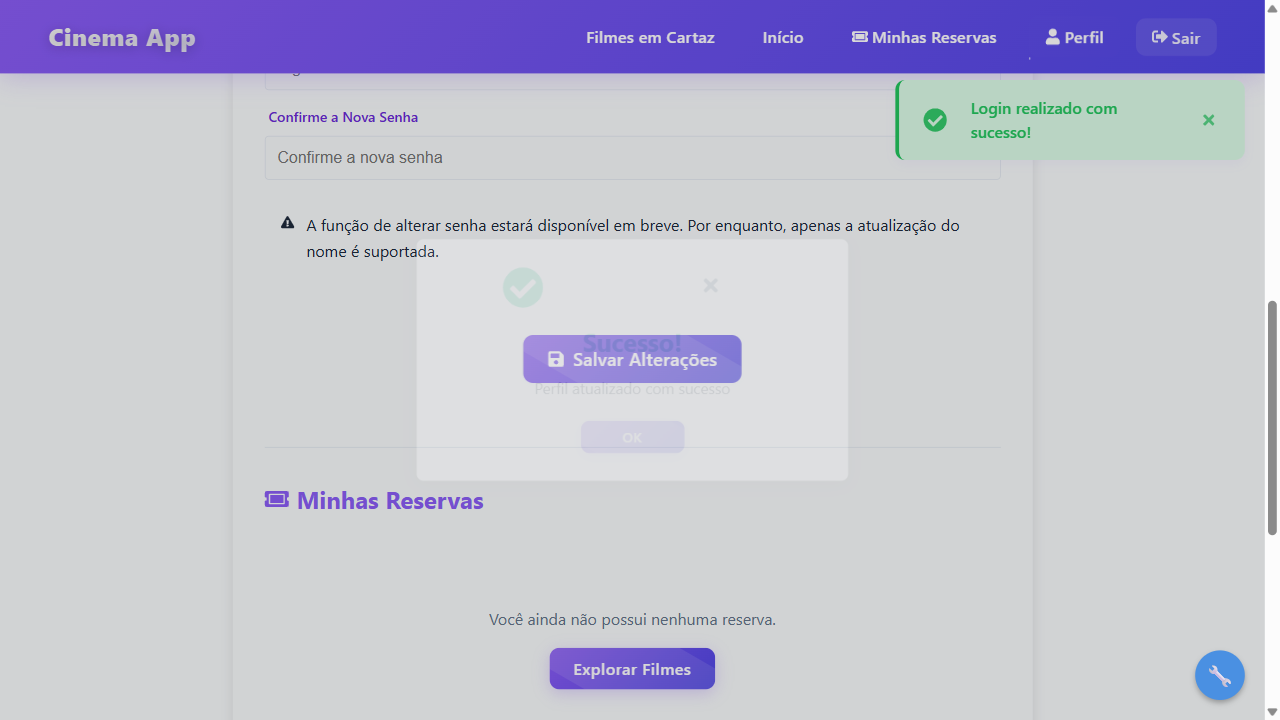 Cinema App
Filmes em Cartaz
Início
Minhas Reservas
Perfil
Sair
Login realizado com
sucesso!
Confirme a Nova Senha
Confirme a nova senha
A função de alterar senha estará disponível em breve. Por enquanto, apenas a atualização do
nome é suportada.
Sucesso!
Salvar Alterações
Perfil atualizado com sucesso
OK
Minhas Reservas
Você ainda não possui nenhuma reserva.
Explorar Filmes